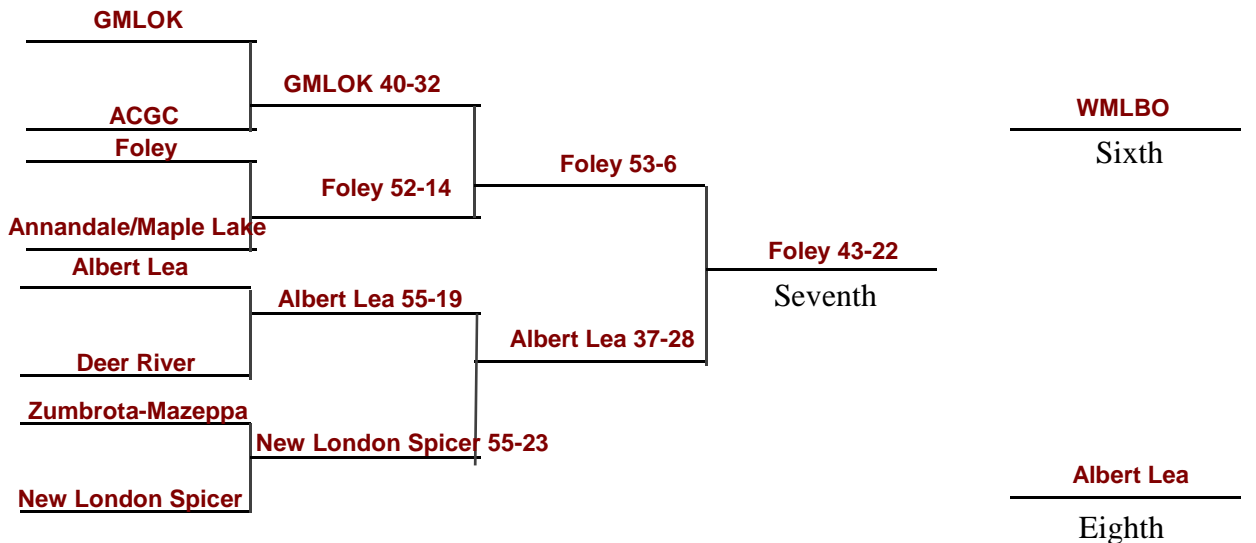 GMLOK
GMLOK 40-32
ACGC
WMLBO
Foley
Sixth
Foley 53-6
Foley 52-14
Annandale/Maple Lake
Albert Lea
Foley 43-22
Albert Lea 55-19
Seventh
Albert Lea 37-28
Deer River
Zumbrota-Mazeppa
New London Spicer 55-23
New London Spicer
Albert Lea
Eighth